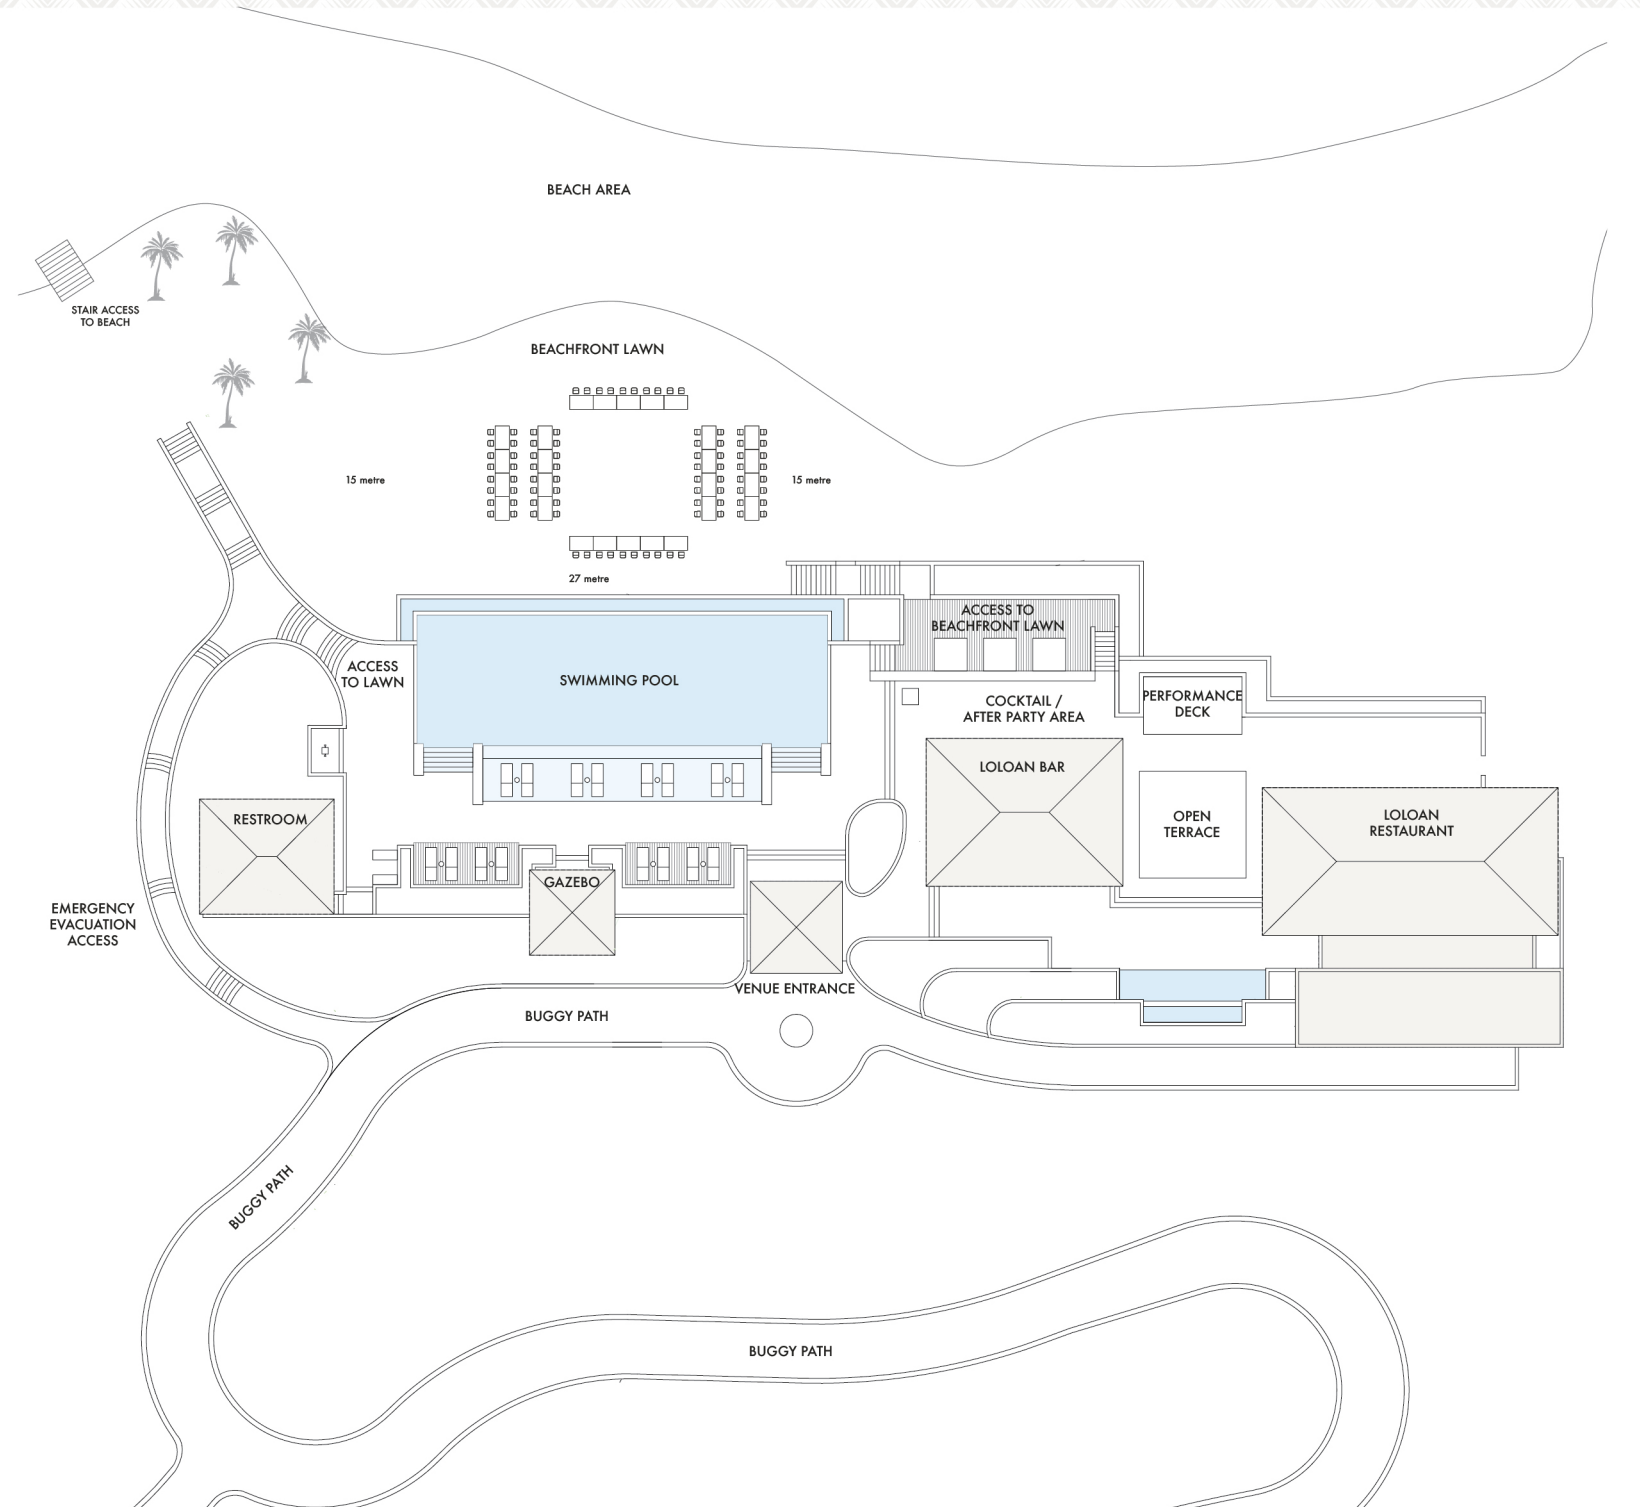 BEACH AREA
STAIR ACCESS
TO BEACH
BEACHFRONT LAWN
15 metre
15 metre
27 metre
ACCESS TO
BEACHFRONT LAWN
ACCESS
TO LAWN
SWIMMING POOL
COCKTAIL /
AFTER PARTY AREA
PERFORMANCE
DECK
LOLOAN BAR
RESTROOM
OPEN
TERRACE
LOLOAN
RESTAURANT
GAZEBO
EMERGENCY
EVACUATION
ACCESS
VENUE ENTRANCE
BUGGY PATH
BUGGY PATH
BUGGY PATH